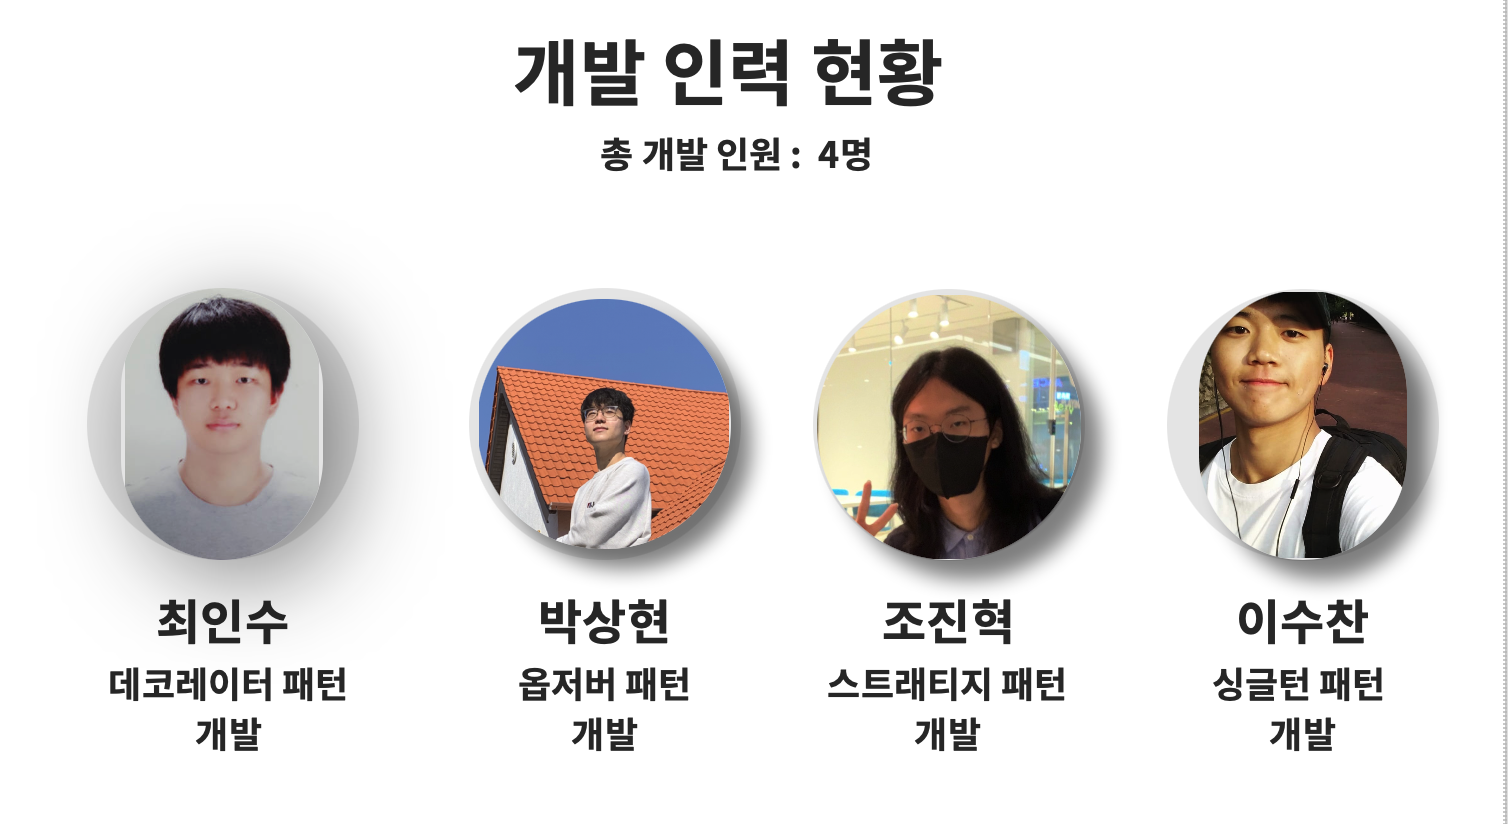 개발 인력 현황
총 개발 인원 : 4명
최인수
데코레이터 패턴
개발
박상현
옵저버 패턴
개발
조진혁
스트래티지 패턴
개발
이수찬
싱글턴 패턴
개발